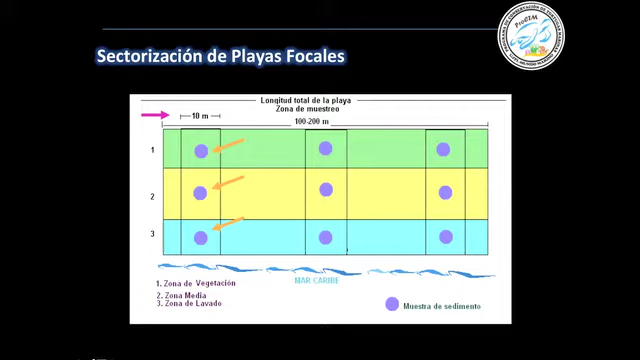 ProCTM
Sectorización de Playas Focales
Longitud total de la playa
Zona de muestreo
10 m
100-200 m
1
2
3
MAR CARIBE
1. Zona de Vegetación
2. Zona Media
3. Zona de Lavado
Muestra de sedimento